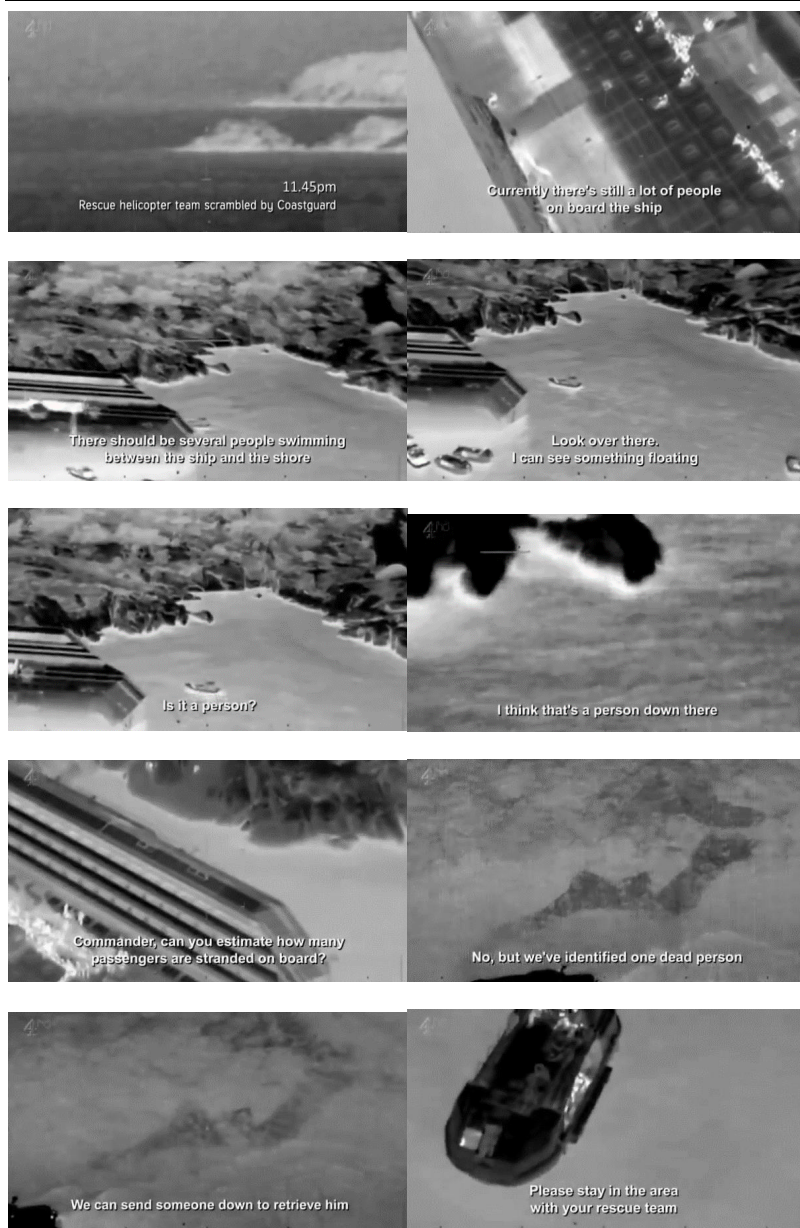 11.45pm
Rescue helicopter team scrambled by Coastguard
Currently there's still a lot of people
on board the ship
There should be several people swimming
between the ship and the shore
Look over there.
I can see something floating
Is it a person?
I think that's a person down there
Commander, can you estimate how many
passengers are stranded on board?
No, but we've identified one dead person
We can send someone down to retrieve him
Please stay in the area
with your rescue team